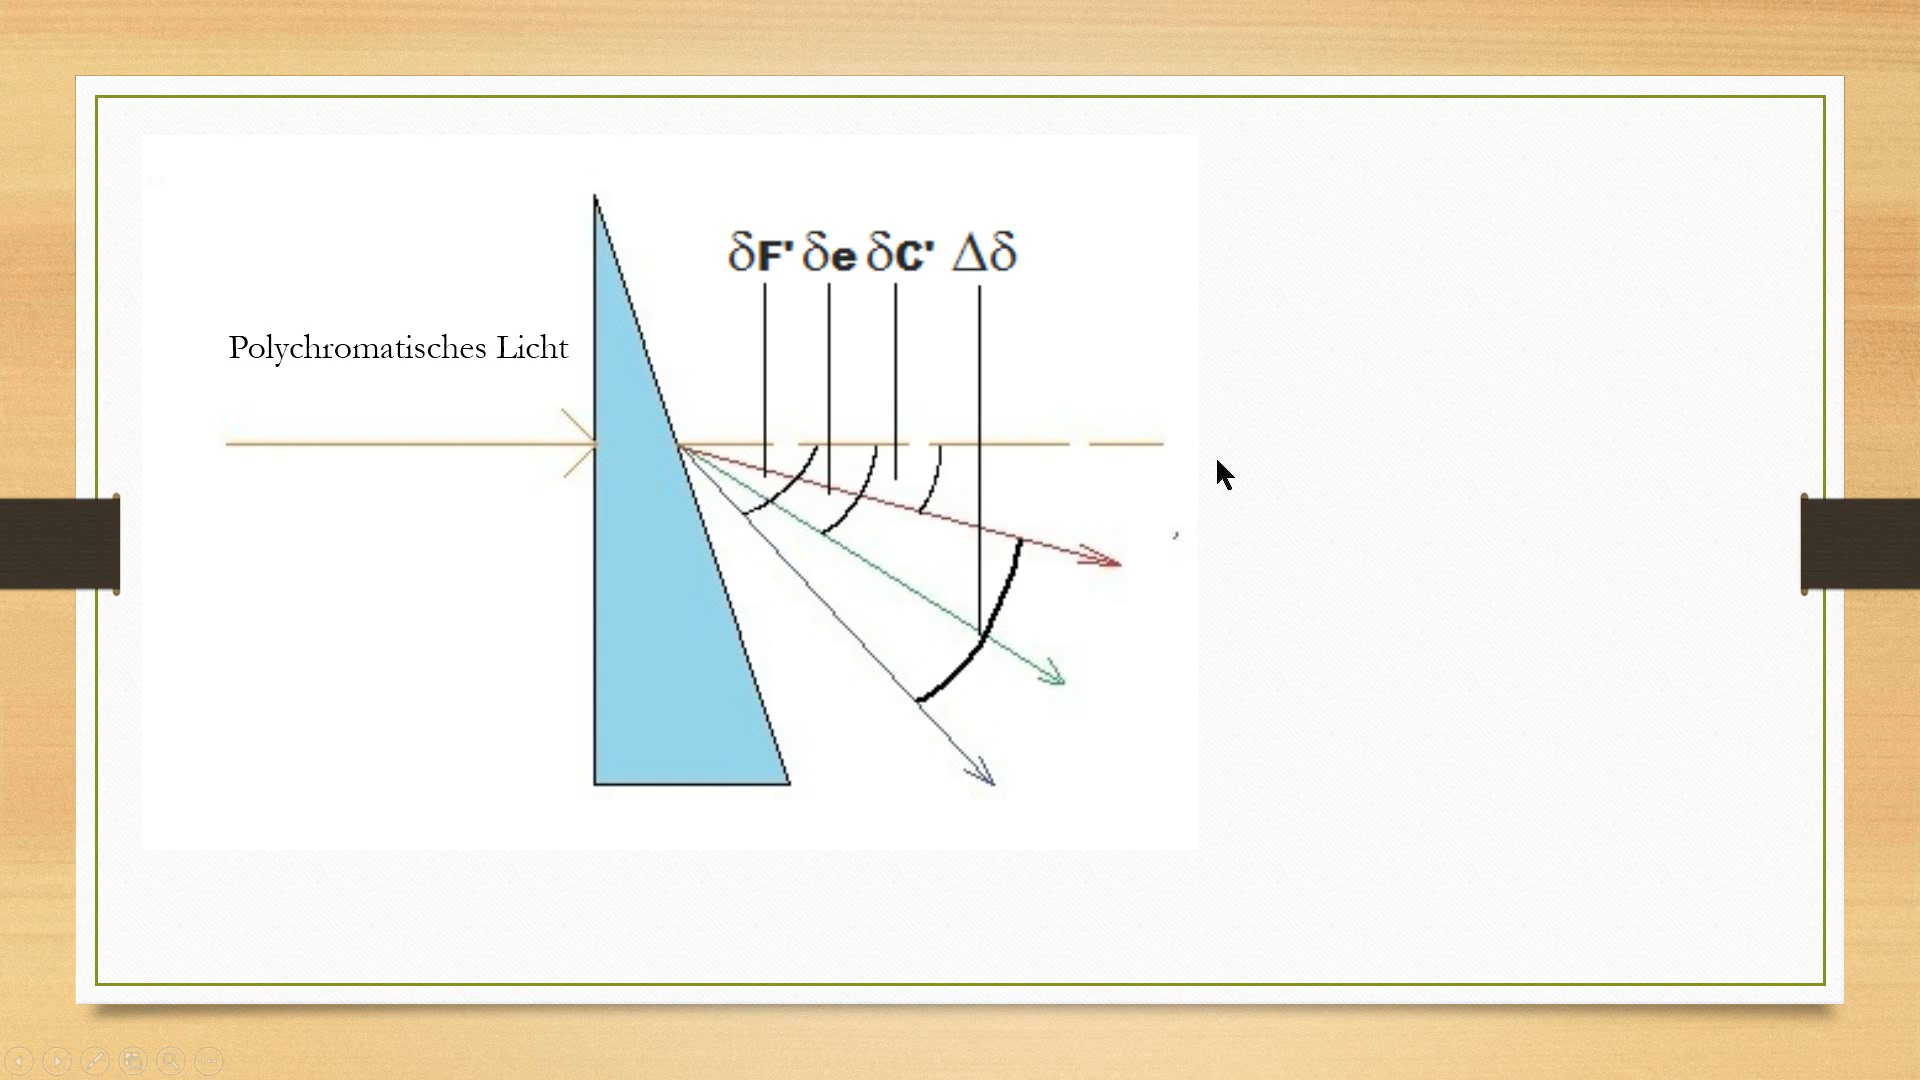 δF' δe δC' Δδ
Polychromatisches Licht